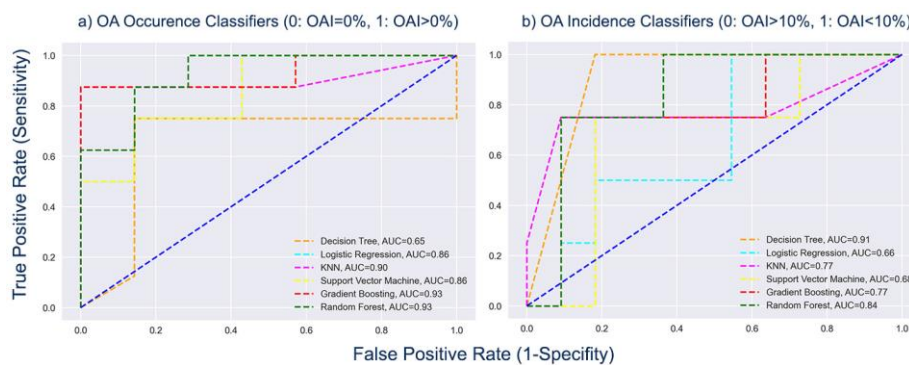 a) OA Occurence Classifiers (0: OAI=0%, 1: OAI>0%)
b) OA Incidence Classifiers (0: OAI>10%, 1: OAI<10%)
True Positive Rate (Sensitivity)
1.0
0.8
0.6
0.4
0.2
0.0
Decision Tree, AUC=0.65
Logistic Regression, AUC=0.86
KNN, AUC=0.90
Support Vector Machine, AUC=0.86
Gradient Boosting, AUC=0.93
Random Forest, AUC=0.93
0.0 0.2 0.4 0.6 0.8 1.0
1.0
0.8
0.6
0.4
0.2
0.0
Decision Tree, AUC=0.91
Logistic Regression, AUC=0.66
KNN, AUC=0.77
Support Vector Machine, AUC=0.68
Gradient Boosting, AUC=0.77
Random Forest, AUC=0.84
0.0 0.2 0.4 0.6 0.8 1.0
False Positive Rate (1-Specifity)